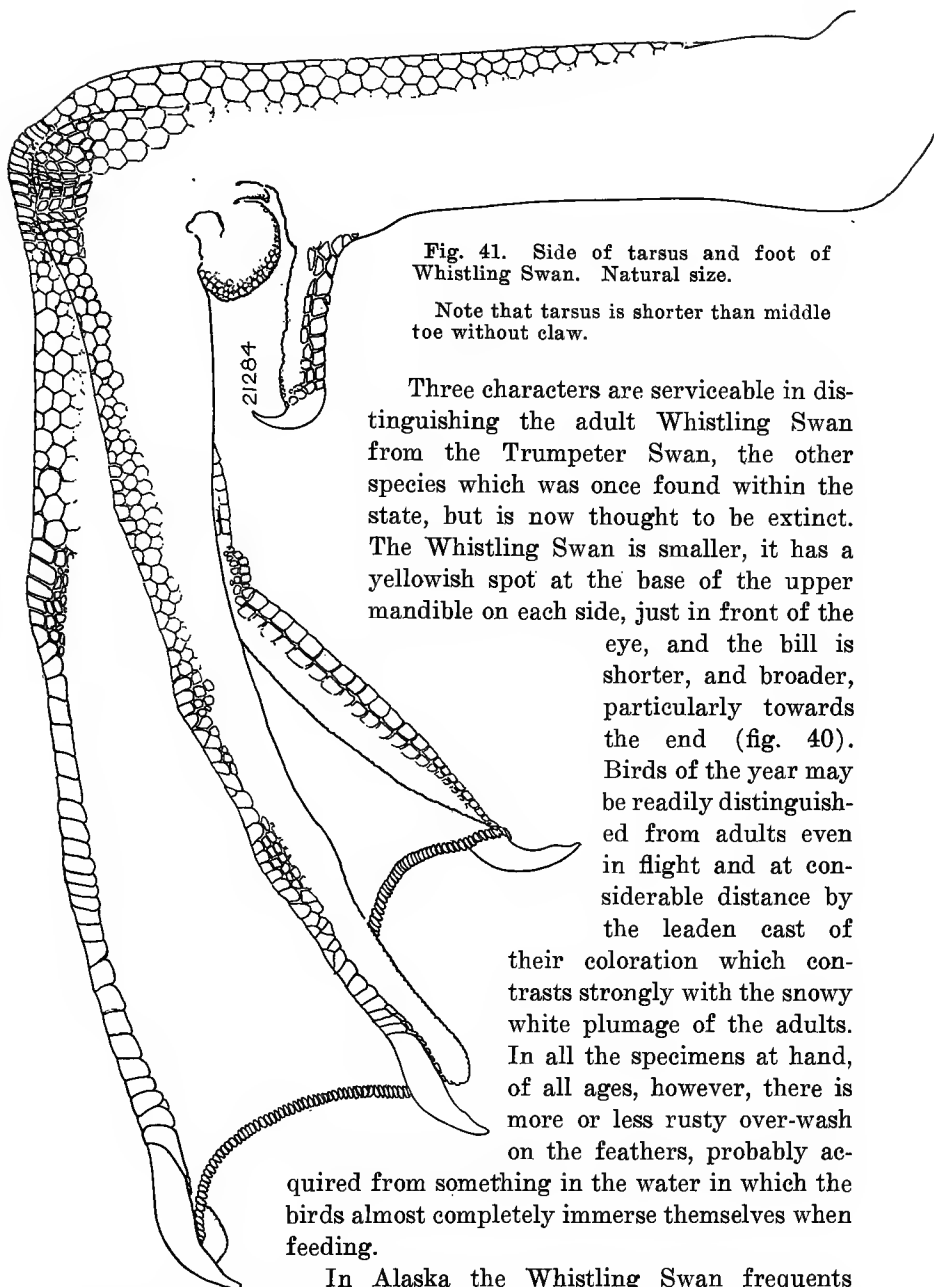 Fig. 41. Side of tarsus and foot of
Whistling Swan. Natural size.
Note that tarsus is shorter than middle
toe without claw.
21284
Three characters are serviceable in dis-
tinguishing the adult Whistling Swan
from the Trumpeter Swan, the other
species which was once found within the
state, but is now thought to be extinct.
The Whistling Swan is smaller, it has a
yellowish spot at the base of the upper
mandible on each side, just in front of the
eye, and the bill is
shorter, and broader,
particularly towards
the end (fig. 40).
Birds of the year may
be readily distinguish-
ed from adults even
in flight and at con-
siderable distance by
the leaden cast of
their coloration which con-
trasts strongly with the snowy
white plumage of the adults.
In all the specimens at hand,
of all ages, however, there is
more or less rusty over-wash
on the feathers, probably ac-
quired from something in the water in which the
birds almost completely immerse themselves when
feeding.
In Alaska the Whistling Swan frequents